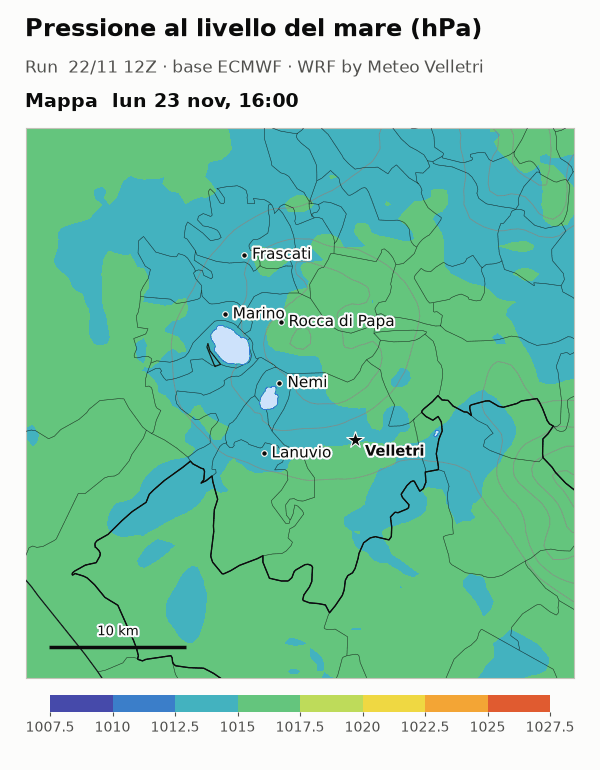 Pressione al livello del mare (hPa)
Run  22/11 12Z · base ECMWF · WRF by Meteo Velletri
Mappa  lun 23 nov, 16:00
Frascati
Marino
Rocca di Papa
Nemi
Velletri
Lanuvio
10 km
1007.5 1010 1012.5 1015 1017.5 1020 1022.5 1025 1027.5